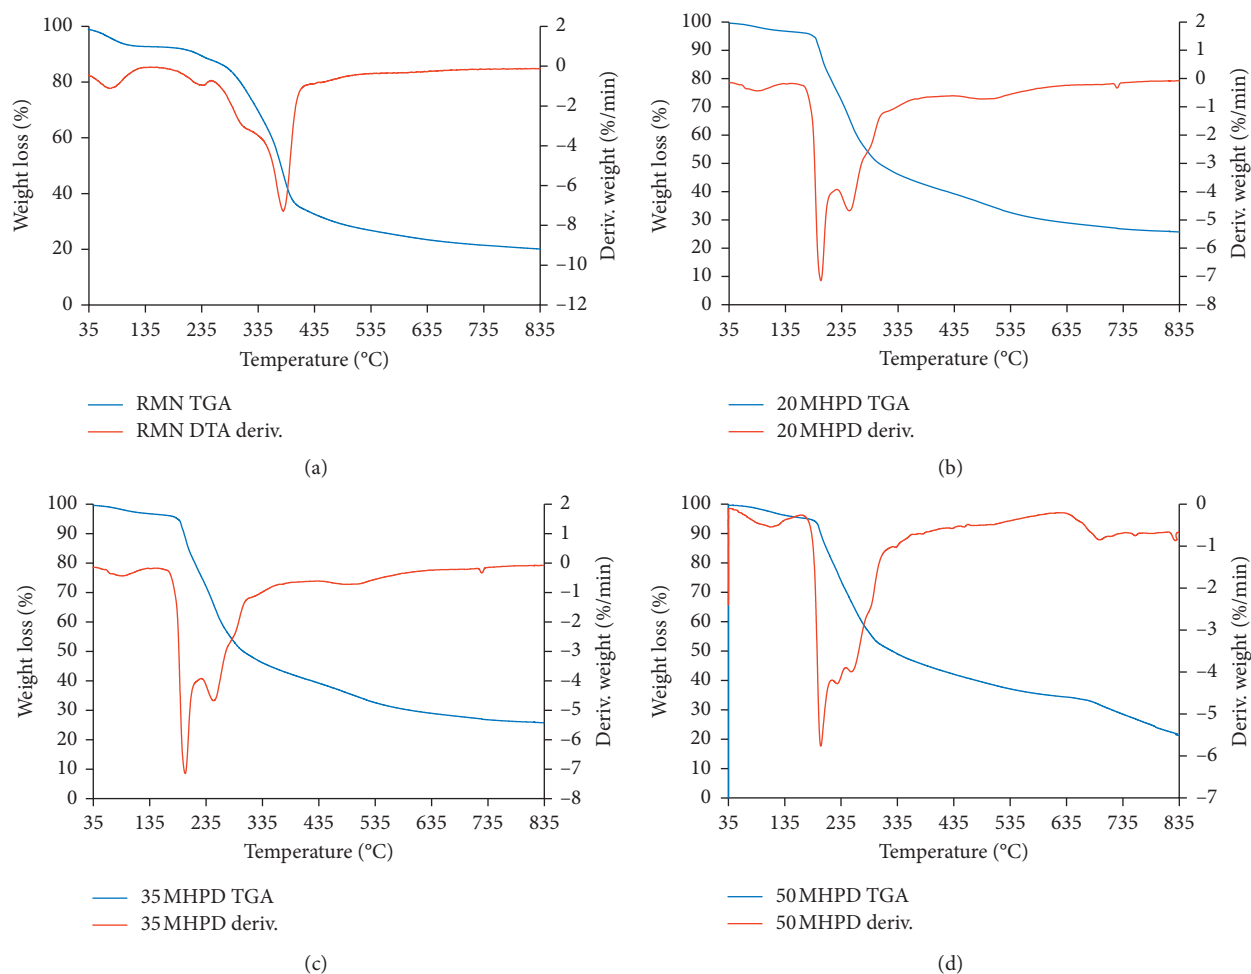 100
80
60
40
20
0
Weight loss (%)
2
0
−2
−4
−6
−8
−10
−12
Deriv. weight (%/min)
35 135 235 335 435 535 635 735 835
Temperature (°C)
RMN TGA
RMN DTA deriv.
(a)
100
90
80
70
60
50
40
30
20
10
0
Weight loss (%)
2
1
0
−1
−2
−3
−4
−5
−6
−7
−8
Deriv. weight (%/min)
35 135 235 335 435 535 635 735 835
Temperature (°C)
20 MHPD TGA
20 MHPD deriv.
(b)
100
90
80
70
60
50
40
30
20
10
0
Weight loss (%)
2
1
0
−1
−2
−3
−4
−5
−6
−7
−8
Deriv. weight (%/min)
35 135 235 335 435 535 635 735 835
Temperature (°C)
35 MHPD TGA
35 MHPD deriv.
(c)
100
90
80
70
60
50
40
30
20
10
0
Weight loss (%)
0
−1
−2
−3
−4
−5
−6
−7
Deriv. weight (%/min)
35 135 235 335 435 535 635 735 835
Temperature (°C)
50 MHPD TGA
50 MHPD deriv.
(d)